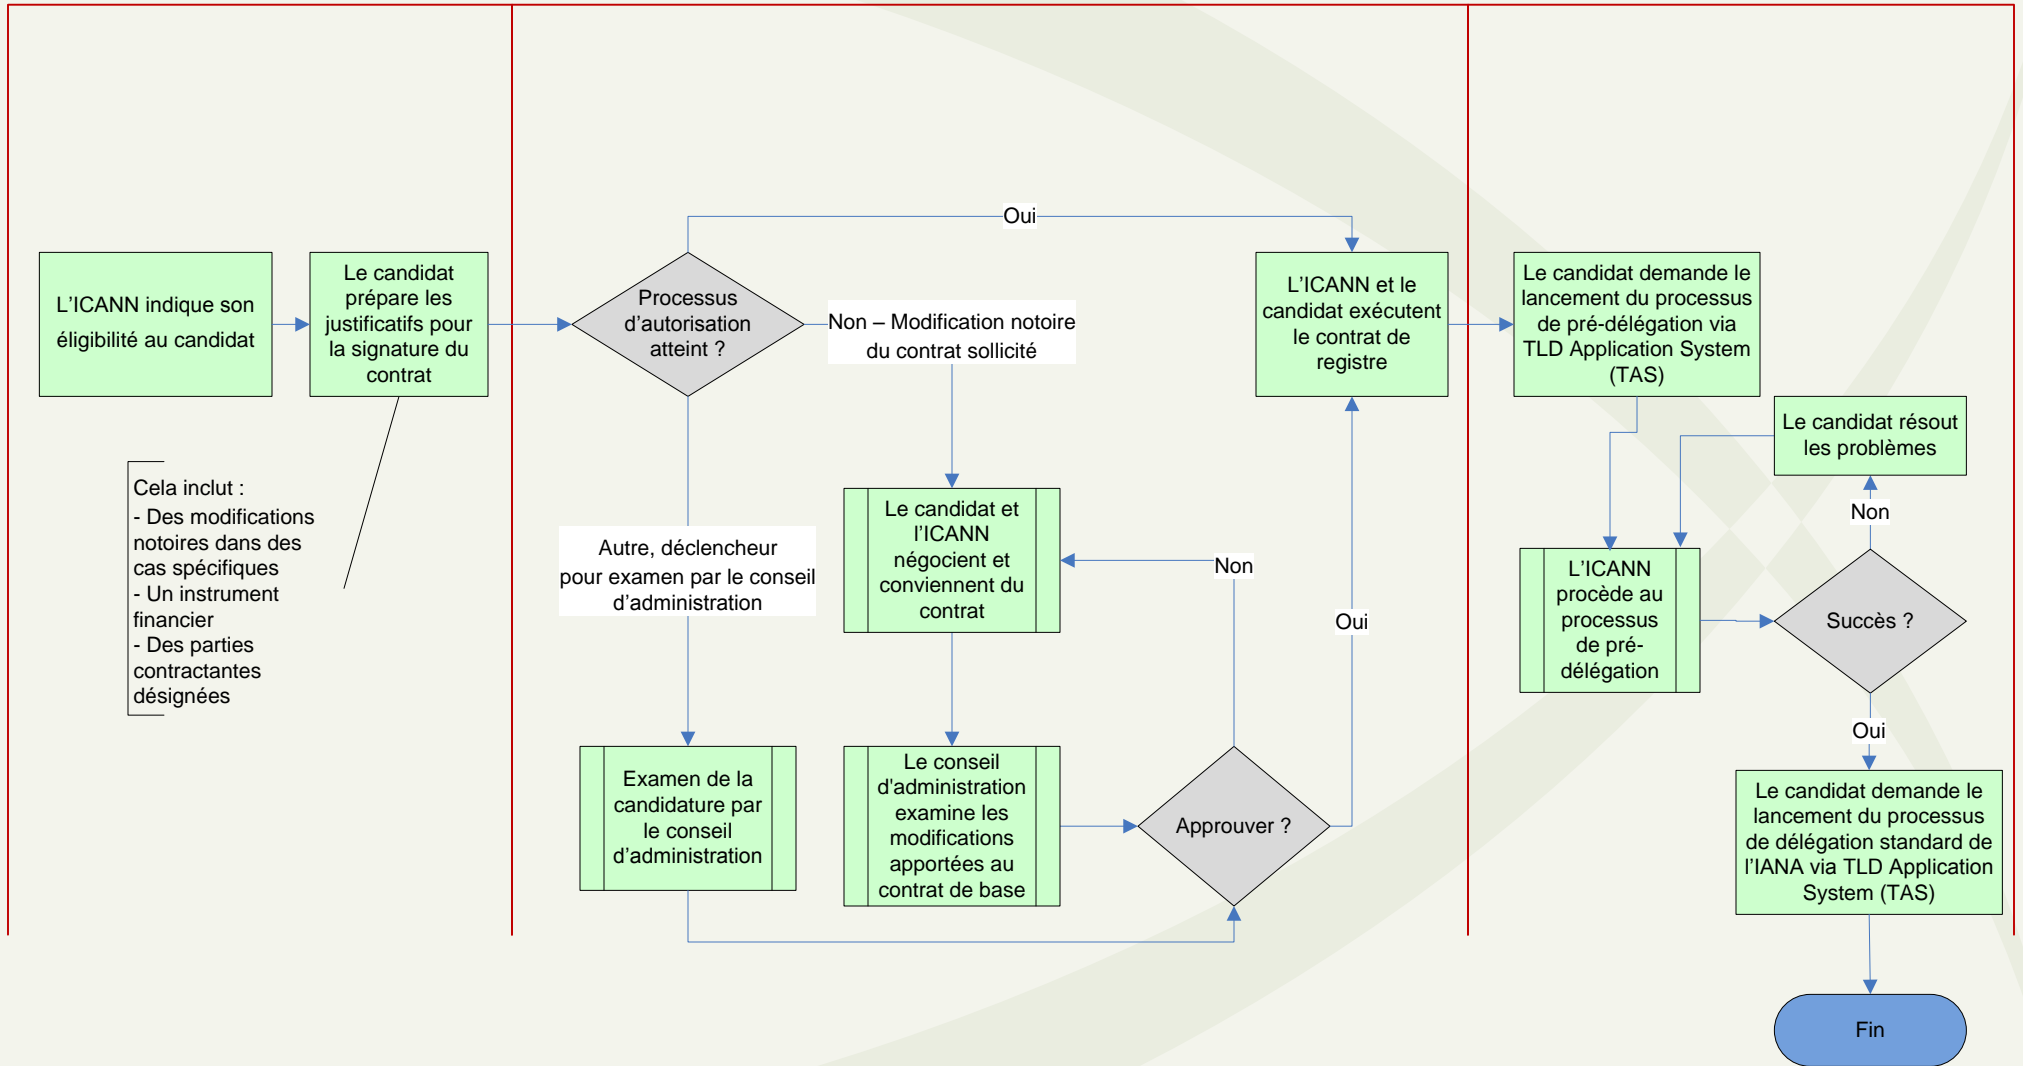 L’ICANN indique son
éligibilité au candidat
Le candidat
prépare les
justificatifs pour
la signature du
contrat
Cela inclut :
- Des modifications
notoires dans des
cas spécifiques
- Un instrument
financier
- Des parties
contractantes
désignées
Processus
d’autorisation
atteint ?
Oui
Non – Modification notoire
du contrat sollicité
Autre, déclencheur
pour examen par le conseil
d’administration
Le candidat et
l’ICANN
négocient et
conviennent du
contrat
Examen de la
candidature par
le conseil
d’administration
Le conseil
d'administration
examine les
modifications
apportées au
contrat de base
Approuver ?
Non
Oui
L’ICANN et le
candidat exécutent
le contrat de
registre
Le candidat demande le
lancement du processus
de pré-délégation via
TLD Application System
(TAS)
Le candidat résout
les problèmes
Non
L’ICANN
procède au
processus
de pré-
délégation
Succès ?
Oui
Le candidat demande le
lancement du processus
de délégation standard de
l’IANA via TLD Application
System (TAS)
Fin